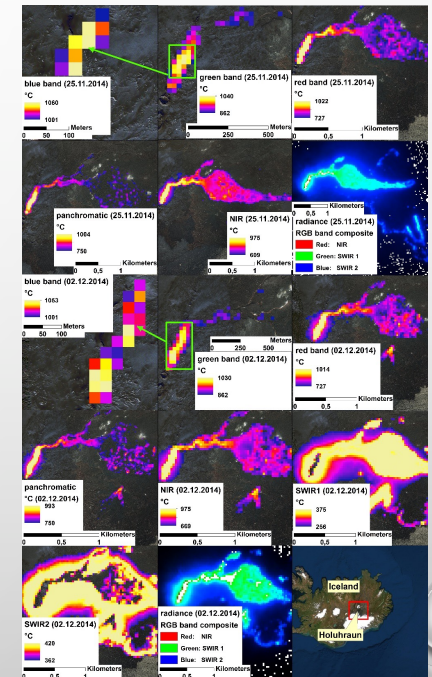 blue band (25.11.2014)
°C
1060
1001
0 50 100 Meters
green band (25.11.2014)
°C
1040
862
0 250 500 Meters
red band (25.11.2014)
°C
1022
727
0 0,5 1 Kilometers
panchromatic (25.11.2014)
°C
1004
750
0 0,5 1 Kilometers
NIR (25.11.2014)
°C
975
609
0 0,5 1 Kilometers
Kilometers
0 0,5 1
radiance (25.11.2014)
RGB band composite
Red: NIR
Green: SWIR 1
Blue: SWIR 2
blue band (02.12.2014)
°C
1053
1001
0 50 100 Meters
green band (02.12.2014)
°C
1030
862
Meters
0 250 500
red band (02.12.2014)
°C
1014
727
0 0,5 1 Kilometers
panchromatic
°C (02.12.2014)
993
750
0 0,5 1 Kilometers
NIR (02.12.2014)
°C
975
669
0 0,5 1 Kilometers
SWIR1 (02.12.2014)
°C
375
256
0 0,5 1 Kilometers
SWIR2 (02.12.2014)
°C
420
362
0 0,5 1 Kilometers
Kilometers
0 0,5 1
radiance (02.12.2014)
RGB band composite
Red: NIR
Green: SWIR 1
Blue: SWIR 2
Iceland
Holuhraun